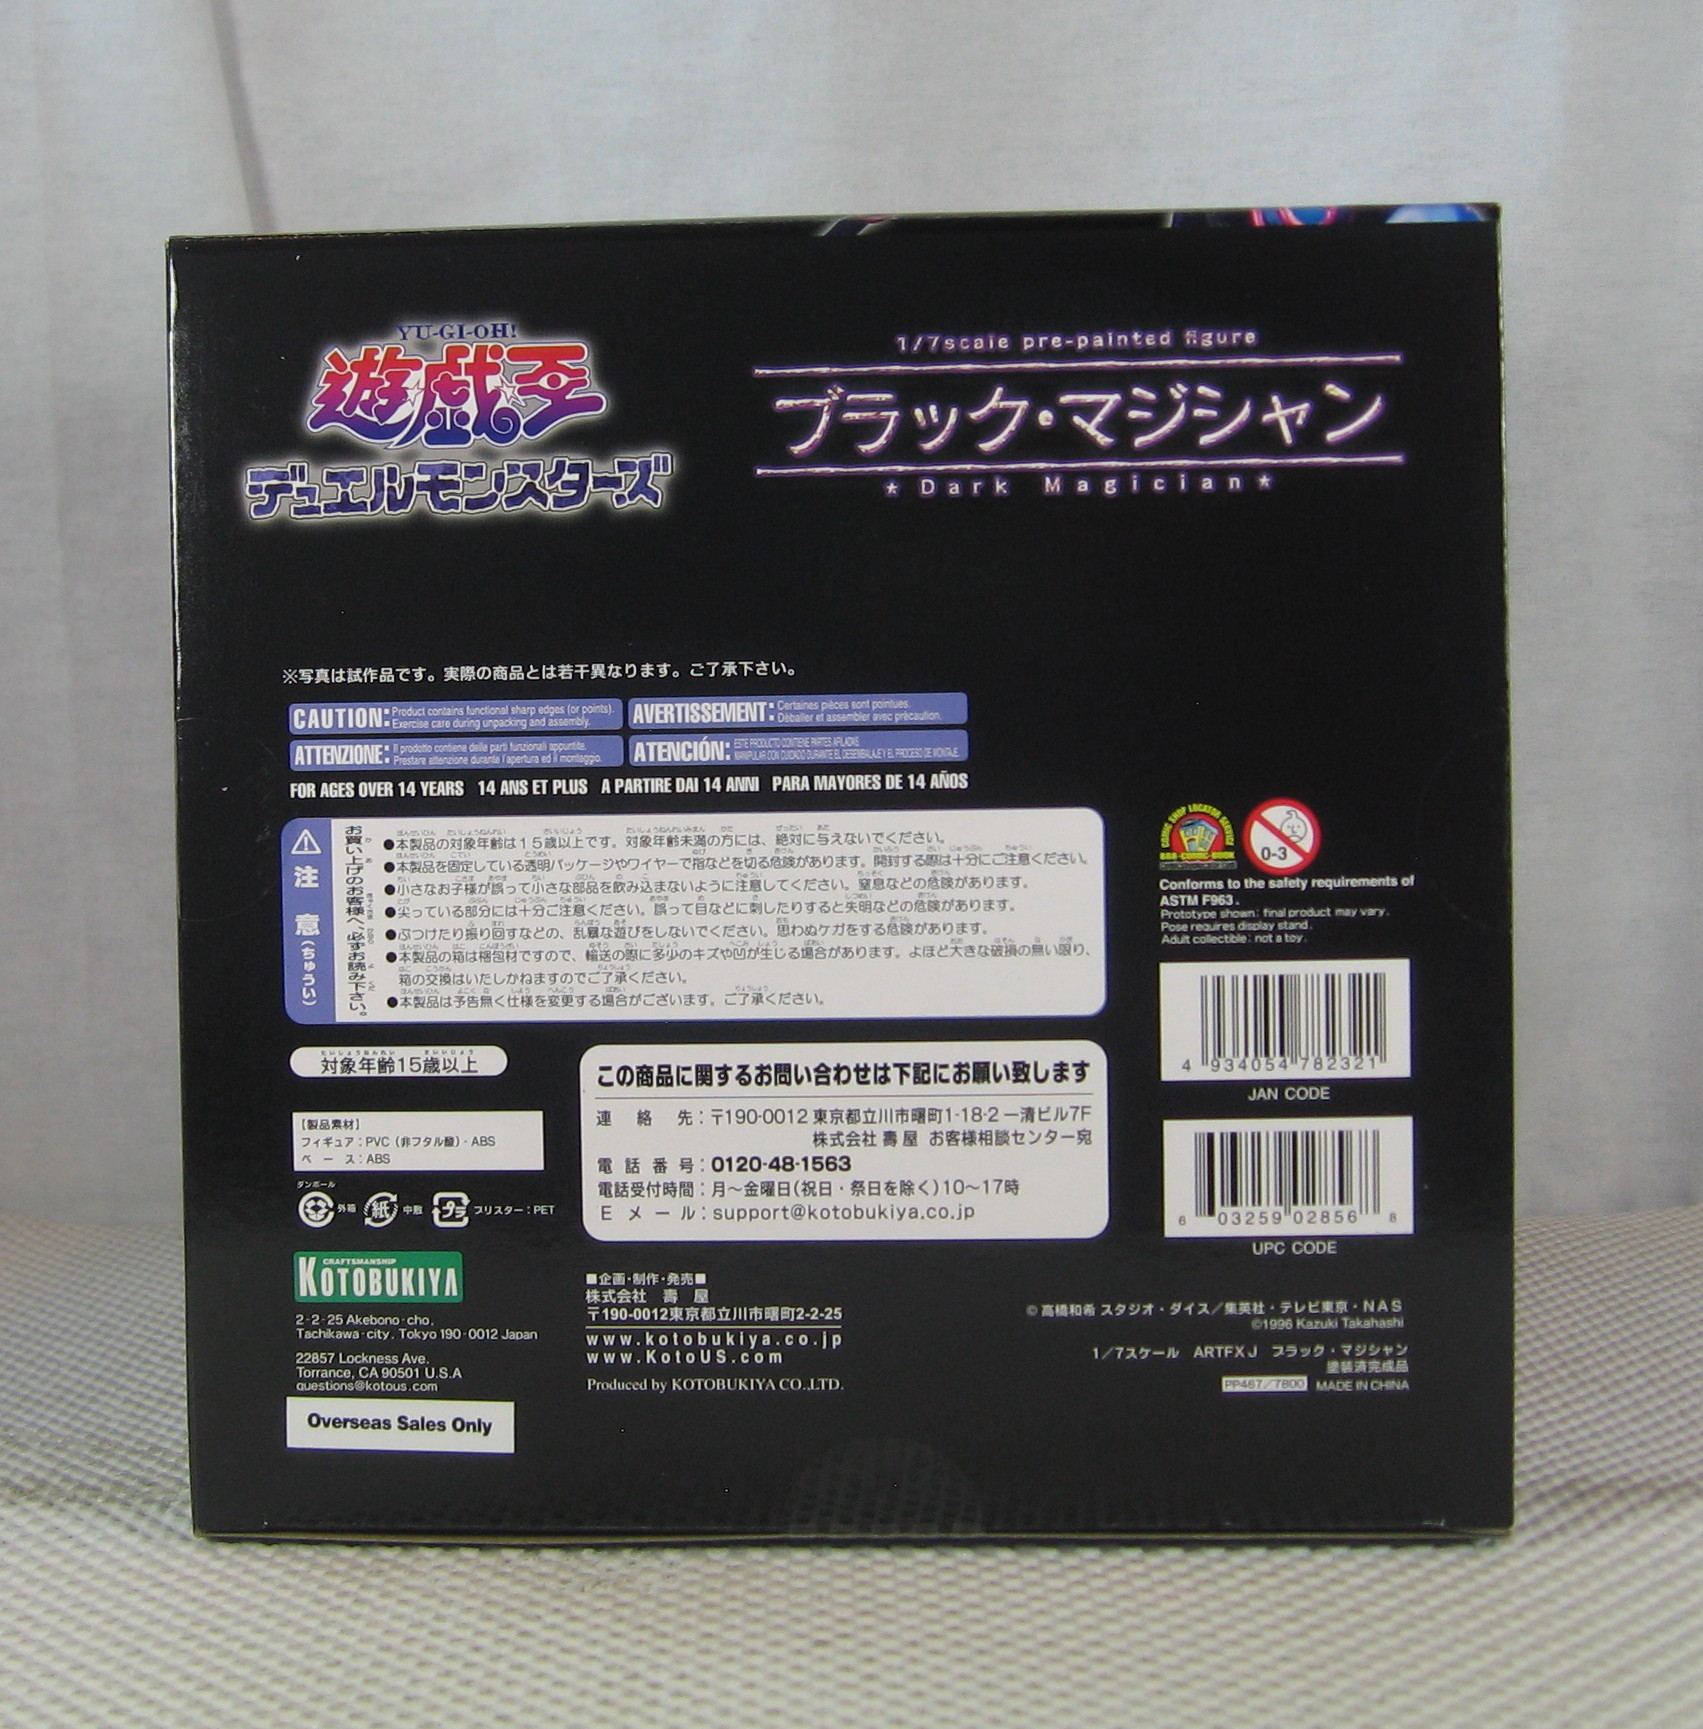 YU-GI-OH!
遊☆戯☆王
デュエルモンスターズ
1/7scale pre-painted figure
ブラック・マジシャン
★Dark Magician★
※写真は試作品です。実際の商品とは若干異なります。ご了承下さい。
CAUTION: Product contains functional sharp edges (or points).
Exercise care during unpacking and assembly.
AVERTISSEMENT: Certaines pièces sont pointues.
Déballer et assembler avec précaution.
ATTENZIONE: Il prodotto contiene delle parti funzionali appuntite.
Prestare attenzione durante l'apertura ed il montaggio.
ATENCIÓN: ESTE PRODUCTO CONTIENE PARTES AFILADAS.
MANIPULAR CON CUIDADO DURANTE EL DESEMBALAJE Y EL PROCESO DE MONTAJE.
FOR AGES OVER 14 YEARS 14 ANS ET PLUS A PARTIRE DAI 14 ANNI PARA MAYORES DE 14 AÑOS
注意(ちゅうい)
お買い上げのお客様へ、必ずお読み下さい。
●本製品の対象年齢は15歳以上です。対象年齢未満の方には、絶対に与えないでください。
●本製品を固定している透明パッケージやワイヤーで指などを切る危険があります。開封する際は十分にご注意ください。
●小さなお子様が誤って小さな部品を飲み込まないように注意してください。窒息などの危険があります。
●尖っている部分には十分ご注意ください。誤って目などに刺したりすると失明などの危険があります。
●ぶつけたり振り回すなどの、乱暴な遊びをしないでください。思わぬケガをする危険があります。
●本製品の箱は梱包材ですので、輸送の際に多少のキズや凹が生じる場合があります。よほど大きな破損の無い限り、
箱の交換はいたしかねますのでご了承ください。
●本製品は予告無く仕様を変更する場合がございます。ご了承ください。
COMIC SHOP LOCATOR SERVICE
888-COMIC-BOOK
0-3
Conforms to the safety requirements of
ASTM F963.
Prototype shown: final product may vary.
Pose requires display stand.
Adult collectible: not a toy.
4 934054 782321
JAN CODE
6 03259 02856 8
UPC CODE
対象年齢15歳以上
【製品素材】
フィギュア:PVC(非フタル酸)・ABS
ベース:ABS
ダンボール
外箱 紙 中敷 プラ ブリスター:PET
この商品に関するお問い合わせは下記にお願い致します
連絡先:〒190-0012 東京都立川市曙町1-18-2 一清ビル7F
株式会社 壽屋 お客様相談センター宛
電話番号:0120-48-1563
電話受付時間:月〜金曜日(祝日・祭日を除く)10〜17時
Eメール:support@kotobukiya.co.jp
CRAFTSMANSHIP
KOTOBUKIYA
2-2-25 Akebono-cho,
Tachikawa-city, Tokyo 190-0012 Japan
22857 Lockness Ave.
Torrance, CA 90501 U.S.A
questions@kotous.com
Overseas Sales Only
■企画・制作・発売■
株式会社 壽屋
〒190-0012東京都立川市曙町2-2-25
www.kotobukiya.co.jp
www.KotoUS.com
Produced by KOTOBUKIYA CO.,LTD.
© 高橋和希 スタジオ・ダイス/集英社・テレビ東京・NAS
©1996 Kazuki Takahashi
1/7スケール ARTFX J ブラック・マジシャン
塗装済完成品
PP467/7800 MADE IN CHINA